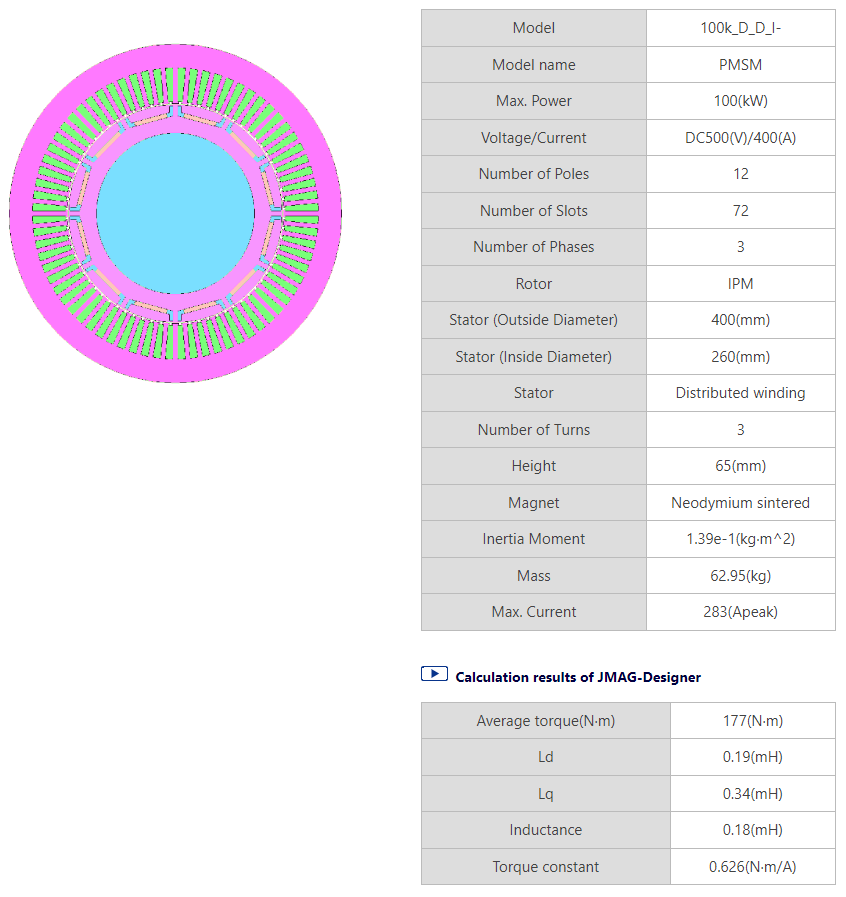 Model 100k_D_D_I-
Model name PMSM
Max. Power 100(kW)
Voltage/Current DC500(V)/400(A)
Number of Poles 12
Number of Slots 72
Number of Phases 3
Rotor IPM
Stator (Outside Diameter) 400(mm)
Stator (Inside Diameter) 260(mm)
Stator Distributed winding
Number of Turns 3
Height 65(mm)
Magnet Neodymium sintered
Inertia Moment 1.39e-1(kg·m^2)
Mass 62.95(kg)
Max. Current 283(Apeak)
Calculation results of JMAG-Designer
Average torque(N·m) 177(N·m)
Ld 0.19(mH)
Lq 0.34(mH)
Inductance 0.18(mH)
Torque constant 0.626(N·m/A)